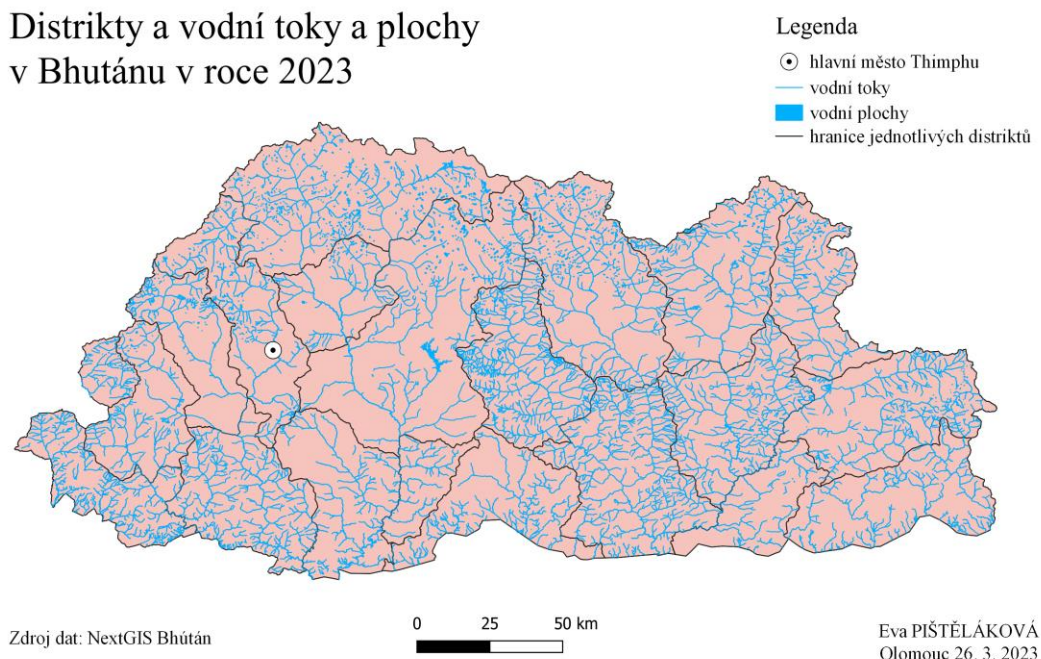 Distrikty a vodní toky a plochy
v Bhutánu v roce 2023
Legenda
hlavní město Thimphu
vodní toky
vodní plochy
hranice jednotlivých distriktů
0 25 50 km
Zdroj dat: NextGIS Bhútán
Eva PIŠTĚLÁKOVÁ
Olomouc 26. 3. 2023